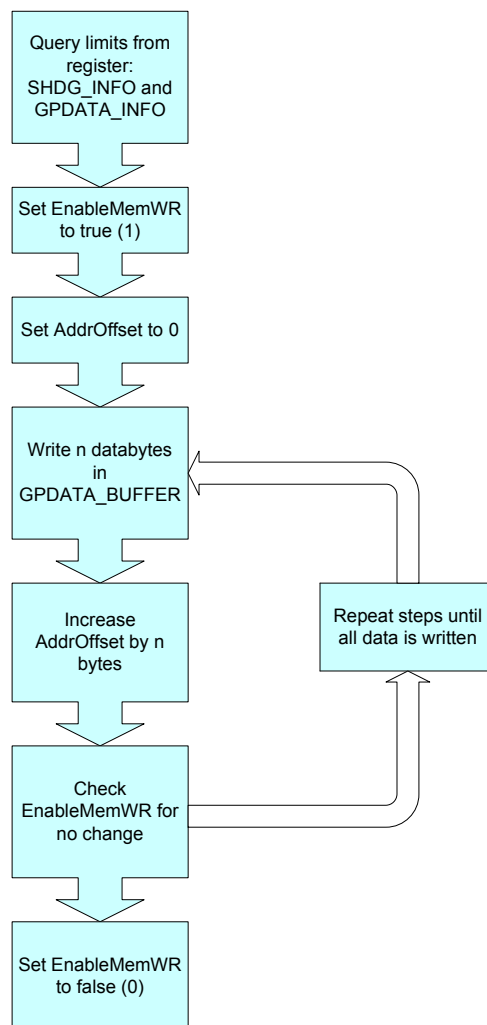 Query limits from
register:
SHDG_INFO and
GPDATA_INFO
Set EnableMemWR
to true (1)
Set AddrOffset to 0
Write n databytes
in
GPDATA_BUFFER
Increase
AddrOffset by n
bytes
Repeat steps until
all data is written
Check
EnableMemWR for
no change
Set EnableMemWR
to false (0)